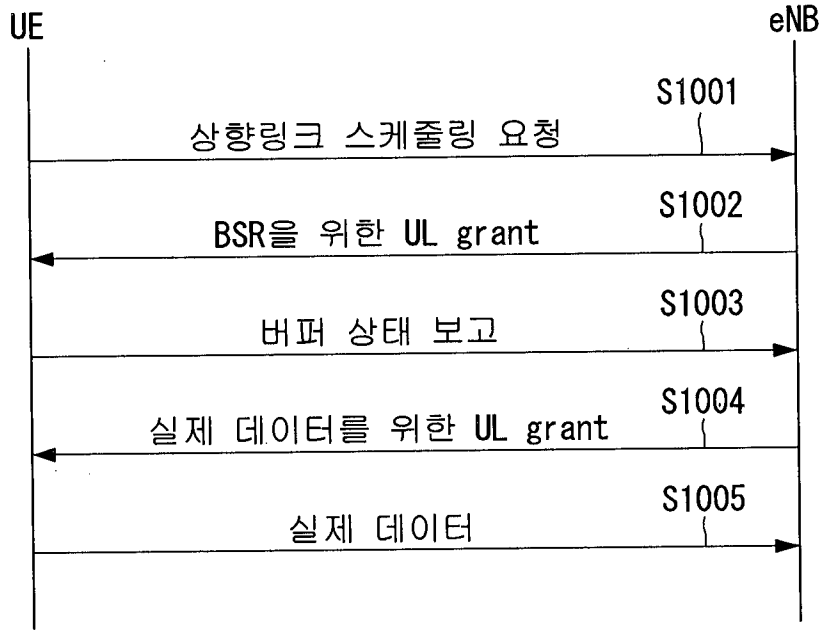 UE
eNB
S1001
상향링크 스케줄링 요청
S1002
BSR을 위한 UL grant
S1003
버퍼 상태 보고
S1004
실제 데이터를 위한 UL grant
S1005
실제 데이터